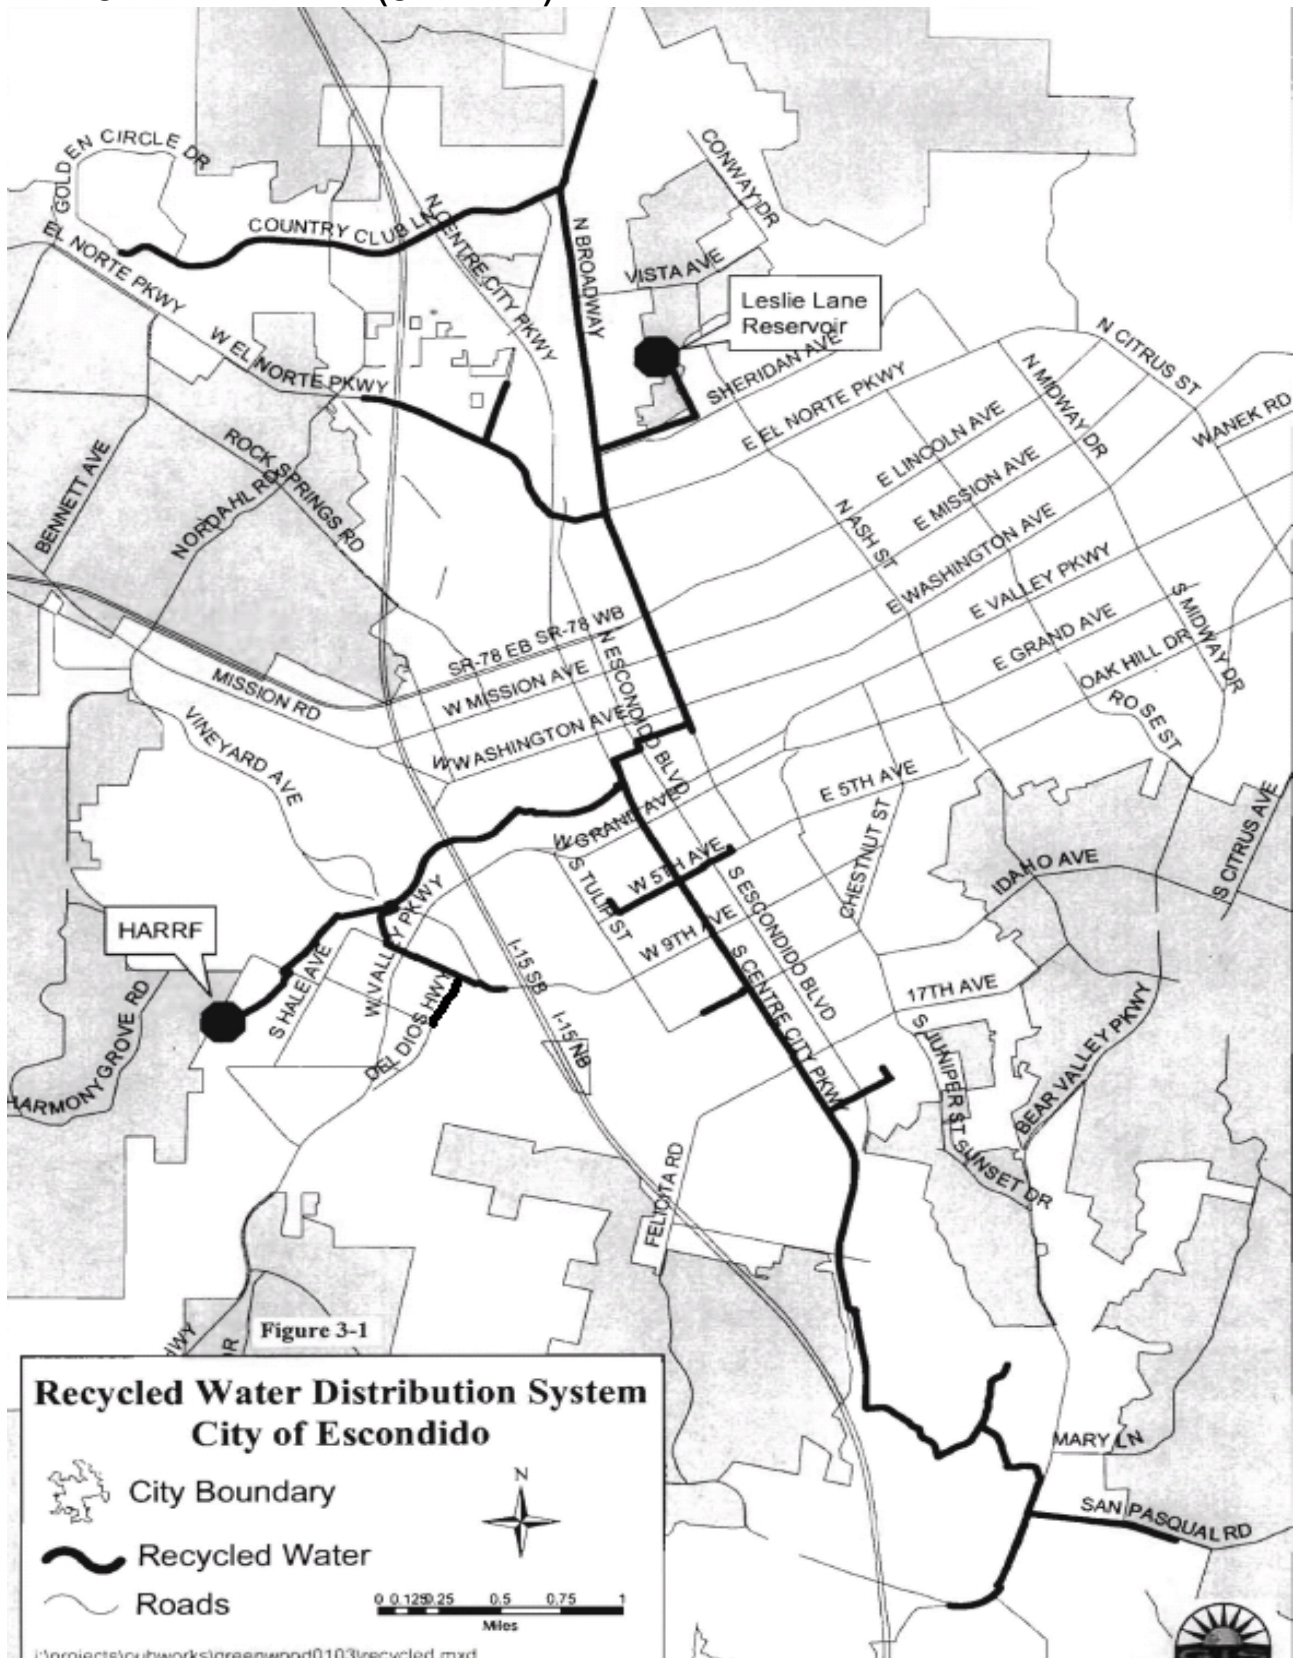 GOLDEN CIRCLE DR
COUNTRY CLUB LN
N CENTRE CITY PKWY
CONWAY DR
EL NORTE PKWY
N BROADWAY
VISTA AVE
Leslie Lane
Reservoir
W EL NORTE PKWY
SHERIDAN AVE
N CITRUS ST
N MIDWAY DR
E EL NORTE PKWY
WANEK RD
E LINCOLN AVE
ROCK SPRINGS RD
BENNETT AVE
NORDAHL RD
E MISSION AVE
N ASH ST
E WASHINGTON AVE
E VALLEY PKWY
S MIDWAY DR
E GRAND AVE
OAK HILL DR
SR-78 EB SR-78 WB
N ESCONDIDO BLVD
W MISSION AVE
MISSION RD
ROSE ST
VINEYARD AVE
W WASHINGTON AVE
E 5TH AVE
S CITRUS AVE
W GRAND AVE
CHESTNUT ST
W 5TH AVE
S TULIP ST
S ESCONDIDO BLVD
IDAHO AVE
HARRF
W VALLEY PKWY
W 9TH AVE
I-15 SB
S HALE AVE
S CENTRE CITY PKWY
17TH AVE
HARMONY GROVE RD
DEL DIOS HWY
I-15 NB
S JUNIPER ST
BEAR VALLEY PKWY
SUNSET DR
FELICITA RD
HWY
DR
Figure 3-1
Recycled Water Distribution System
City of Escondido
City Boundary
N
Recycled Water
Roads
0 0.125 0.25 0.5 0.75 1
Miles
MARY LN
SAN PASQUAL RD